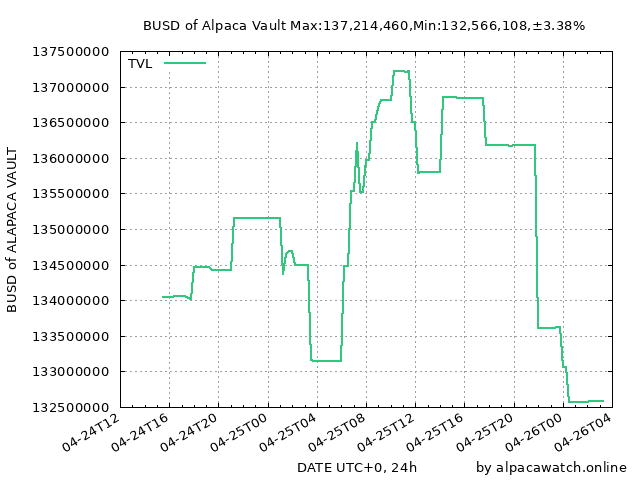 BUSD of Alpaca Vault Max:137,214,460,Min:132,566,108,±3.38%
TVL
137500000
137000000
136500000
136000000
135500000
135000000
134500000
134000000
133500000
133000000
132500000
BUSD of ALAPACA VAULT
04-24T12
04-24T16
04-24T20
04-25T00
04-25T04
04-25T08
04-25T12
04-25T16
04-25T20
04-26T00
04-26T04
DATE UTC+0, 24h
by alpacawatch.online